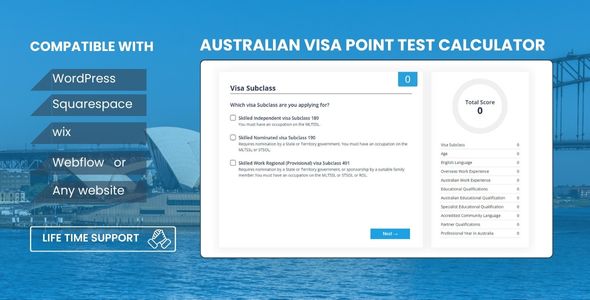 COMPATIBLE WITH
WordPress
Squarespace
wix
Webflow or
Any website
LIFE TIME SUPPORT
AUSTRALIAN VISA POINT TEST CALCULATOR
0
Visa Subclass
Which visa Subclass are you applying for?
Skilled Independent visa Subclass 189
You must have an occupation on the MLTSSL.
Skilled Nominated visa Subclass 190
Requires nomination by a State or Territory government. You must have an occupation on the
MLTSSL or STSOL.
Skilled Work Regional (Provisional) visa Subclass 491
Requires nomination by a State or Territory government, or sponsorship by a suitable family
member.You must have an occupation on the MLTSSL or STSOL or ROL.
Next →
Total Score
0
Visa Subclass 0
Age 0
English Language 0
Overseas Work Experience 0
Australian Work Experience 0
Educational Qualifications 0
Australian Educational Qualification 0
Specialist Educational Qualification 0
Accredited Community Language 0
Partner Qualifications 0
Professional Year in Australia 0